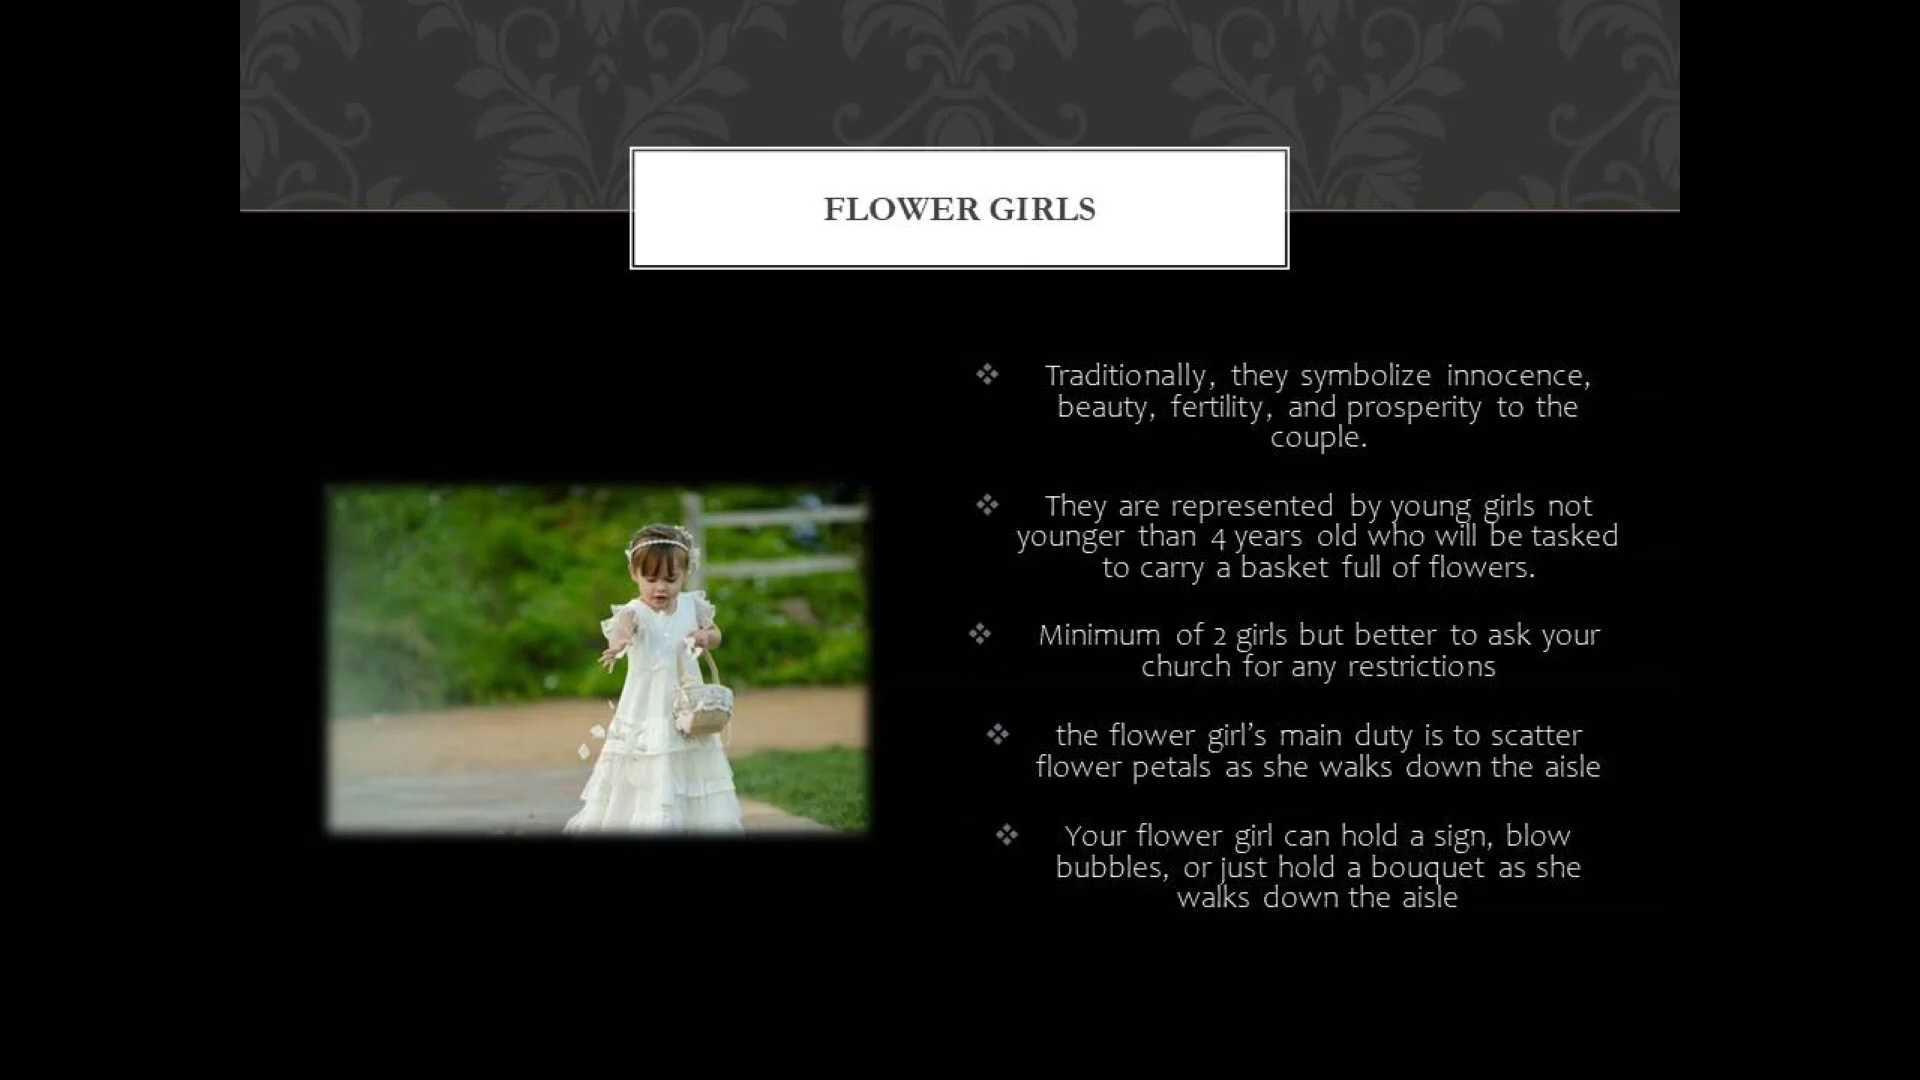 FLOWER GIRLS
❖ Traditionally, they symbolize innocence,
beauty, fertility, and prosperity to the
couple.
❖ They are represented by young girls not
younger than 4 years old who will be tasked
to carry a basket full of flowers.
❖ Minimum of 2 girls but better to ask your
church for any restrictions
❖ the flower girl’s main duty is to scatter
flower petals as she walks down the aisle
❖ Your flower girl can hold a sign, blow
bubbles, or just hold a bouquet as she
walks down the aisle